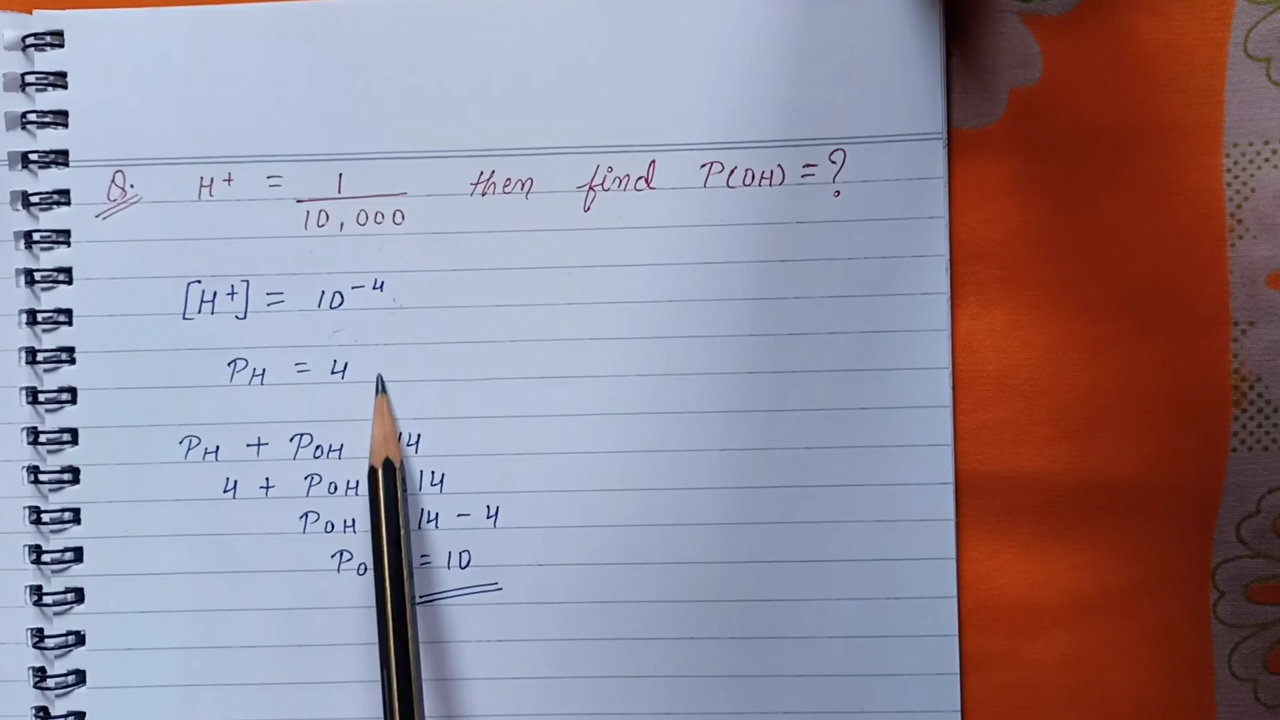 Q. H+ = 1/10,000 then find P(OH) = ?
[H+] = 10⁻⁴
PH = 4
PH + POH 14
4 + POH 14
POH 14 - 4
PO = 10